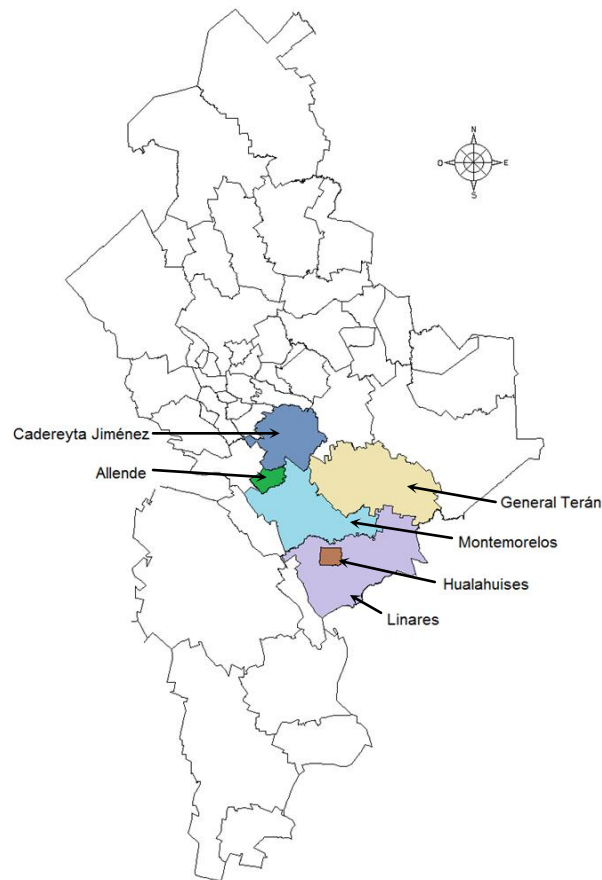 N
O
E
S
Cadereyta Jiménez
Allende
General Terán
Montemorelos
Hualahuises
Linares